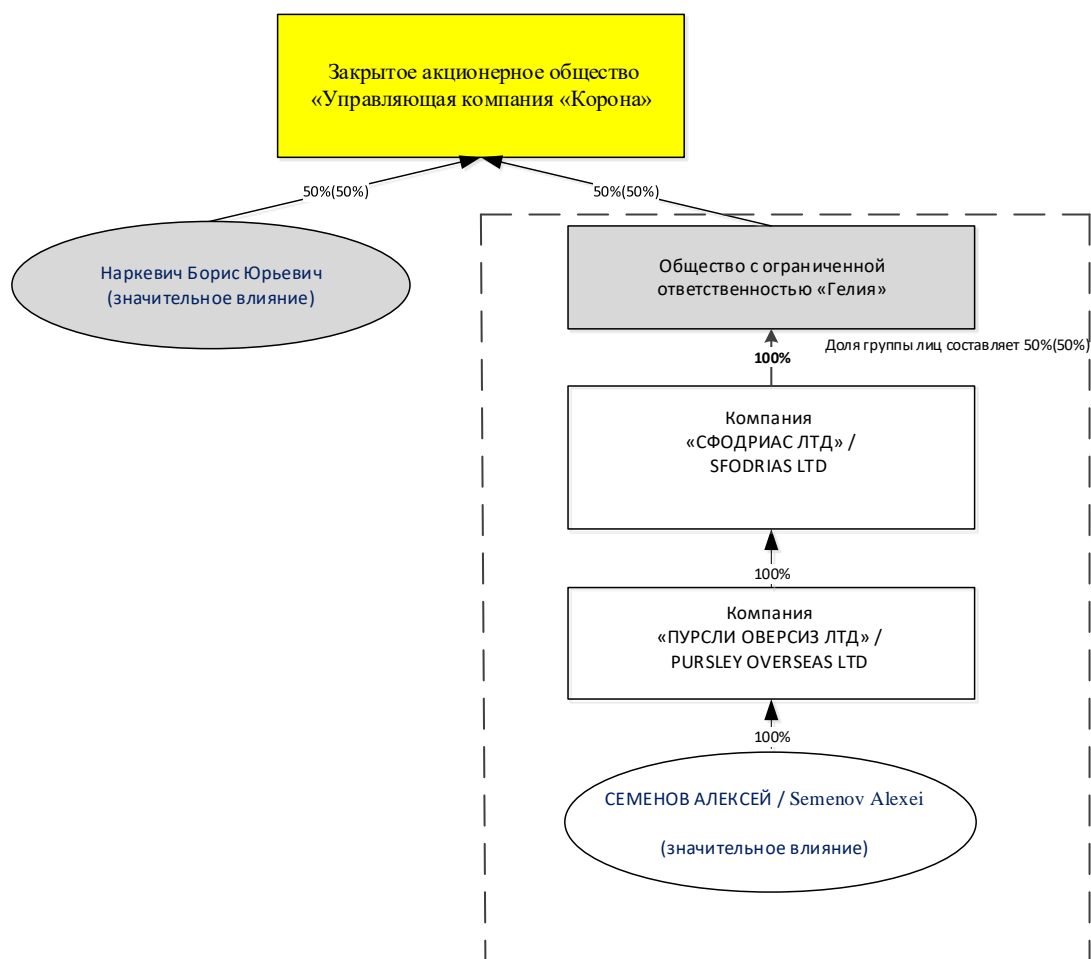 Закрытое акционерное общество
«Управляющая компания «Корона»
50%(50%)
50%(50%)
Наркевич Борис Юрьевич
(значительное влияние)
Общество с ограниченной
ответственностью «Гелия»
Доля группы лиц составляет 50%(50%)
100%
Компания
«СФОДРИАС ЛТД» /
SFODRIAS LTD
100%
Компания
«ПУРСЛИ ОВЕРСИЗ ЛТД» /
PURSLEY OVERSEAS LTD
100%
СЕМЕНОВ АЛЕКСЕЙ / Semenov Alexei
(значительное влияние)